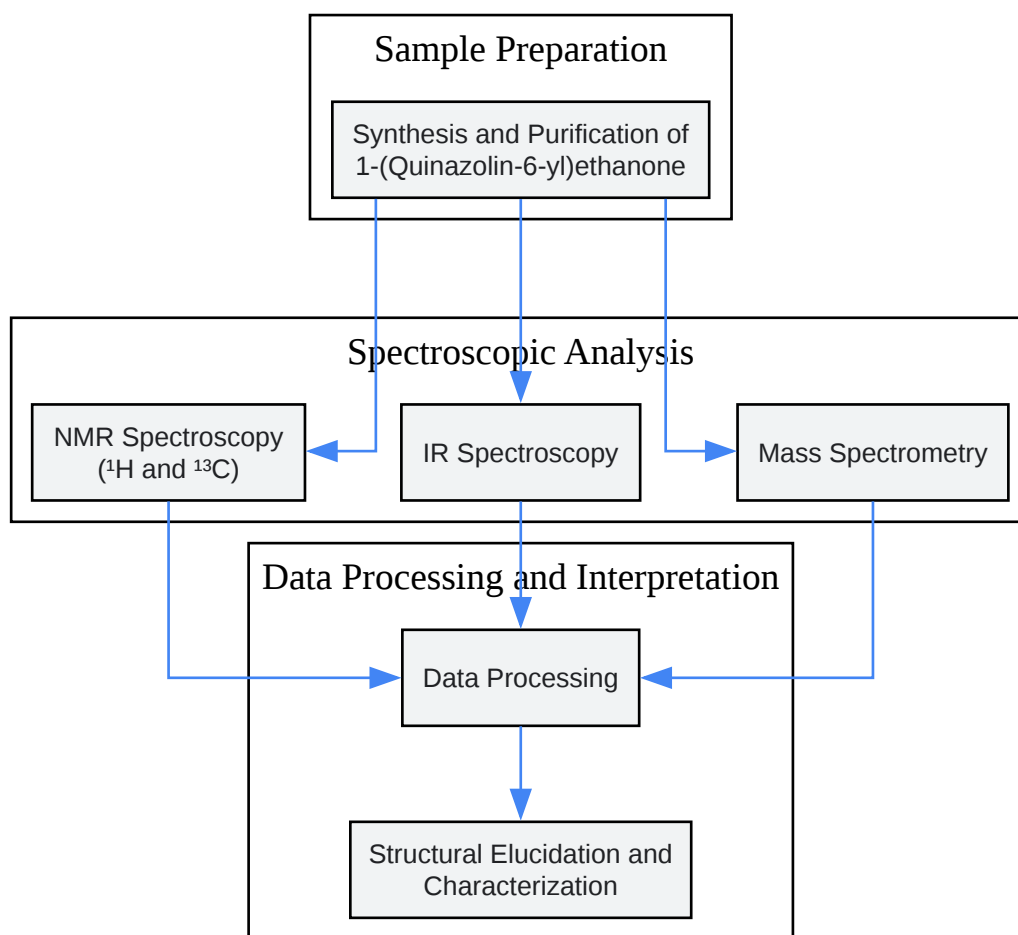 Sample Preparation
Synthesis and Purification of
1-(Quinazolin-6-yl)ethanone
Spectroscopic Analysis
NMR Spectroscopy
(¹H and ¹³C)
IR Spectroscopy
Mass Spectrometry
Data Processing and Interpretation
Data Processing
Structural Elucidation and
Characterization